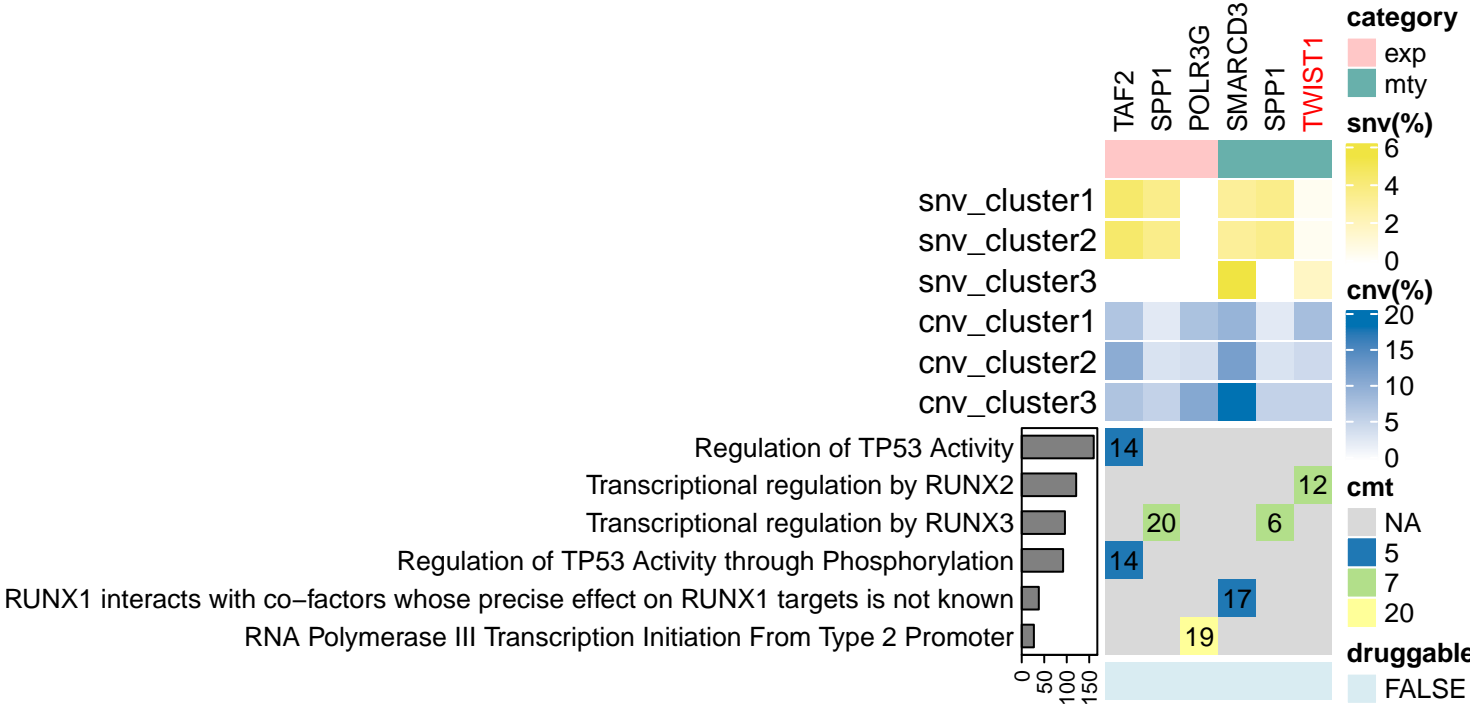 TAF2
SPP1
POLR3G
SMARCD3
SPP1
TWIST1
category
exp
mty
snv(%)
6
4
2
0
cnv(%)
20
15
10
5
0
cmt
NA
5
7
20
druggable
FALSE
snv_cluster1
snv_cluster2
snv_cluster3
cnv_cluster1
cnv_cluster2
cnv_cluster3
Regulation of TP53 Activity
14
Transcriptional regulation by RUNX2
12
Transcriptional regulation by RUNX3
20 6
Regulation of TP53 Activity through Phosphorylation
14
RUNX1 interacts with co−factors whose precise effect on RUNX1 targets is not known
17
RNA Polymerase III Transcription Initiation From Type 2 Promoter
19
0
50
100
150